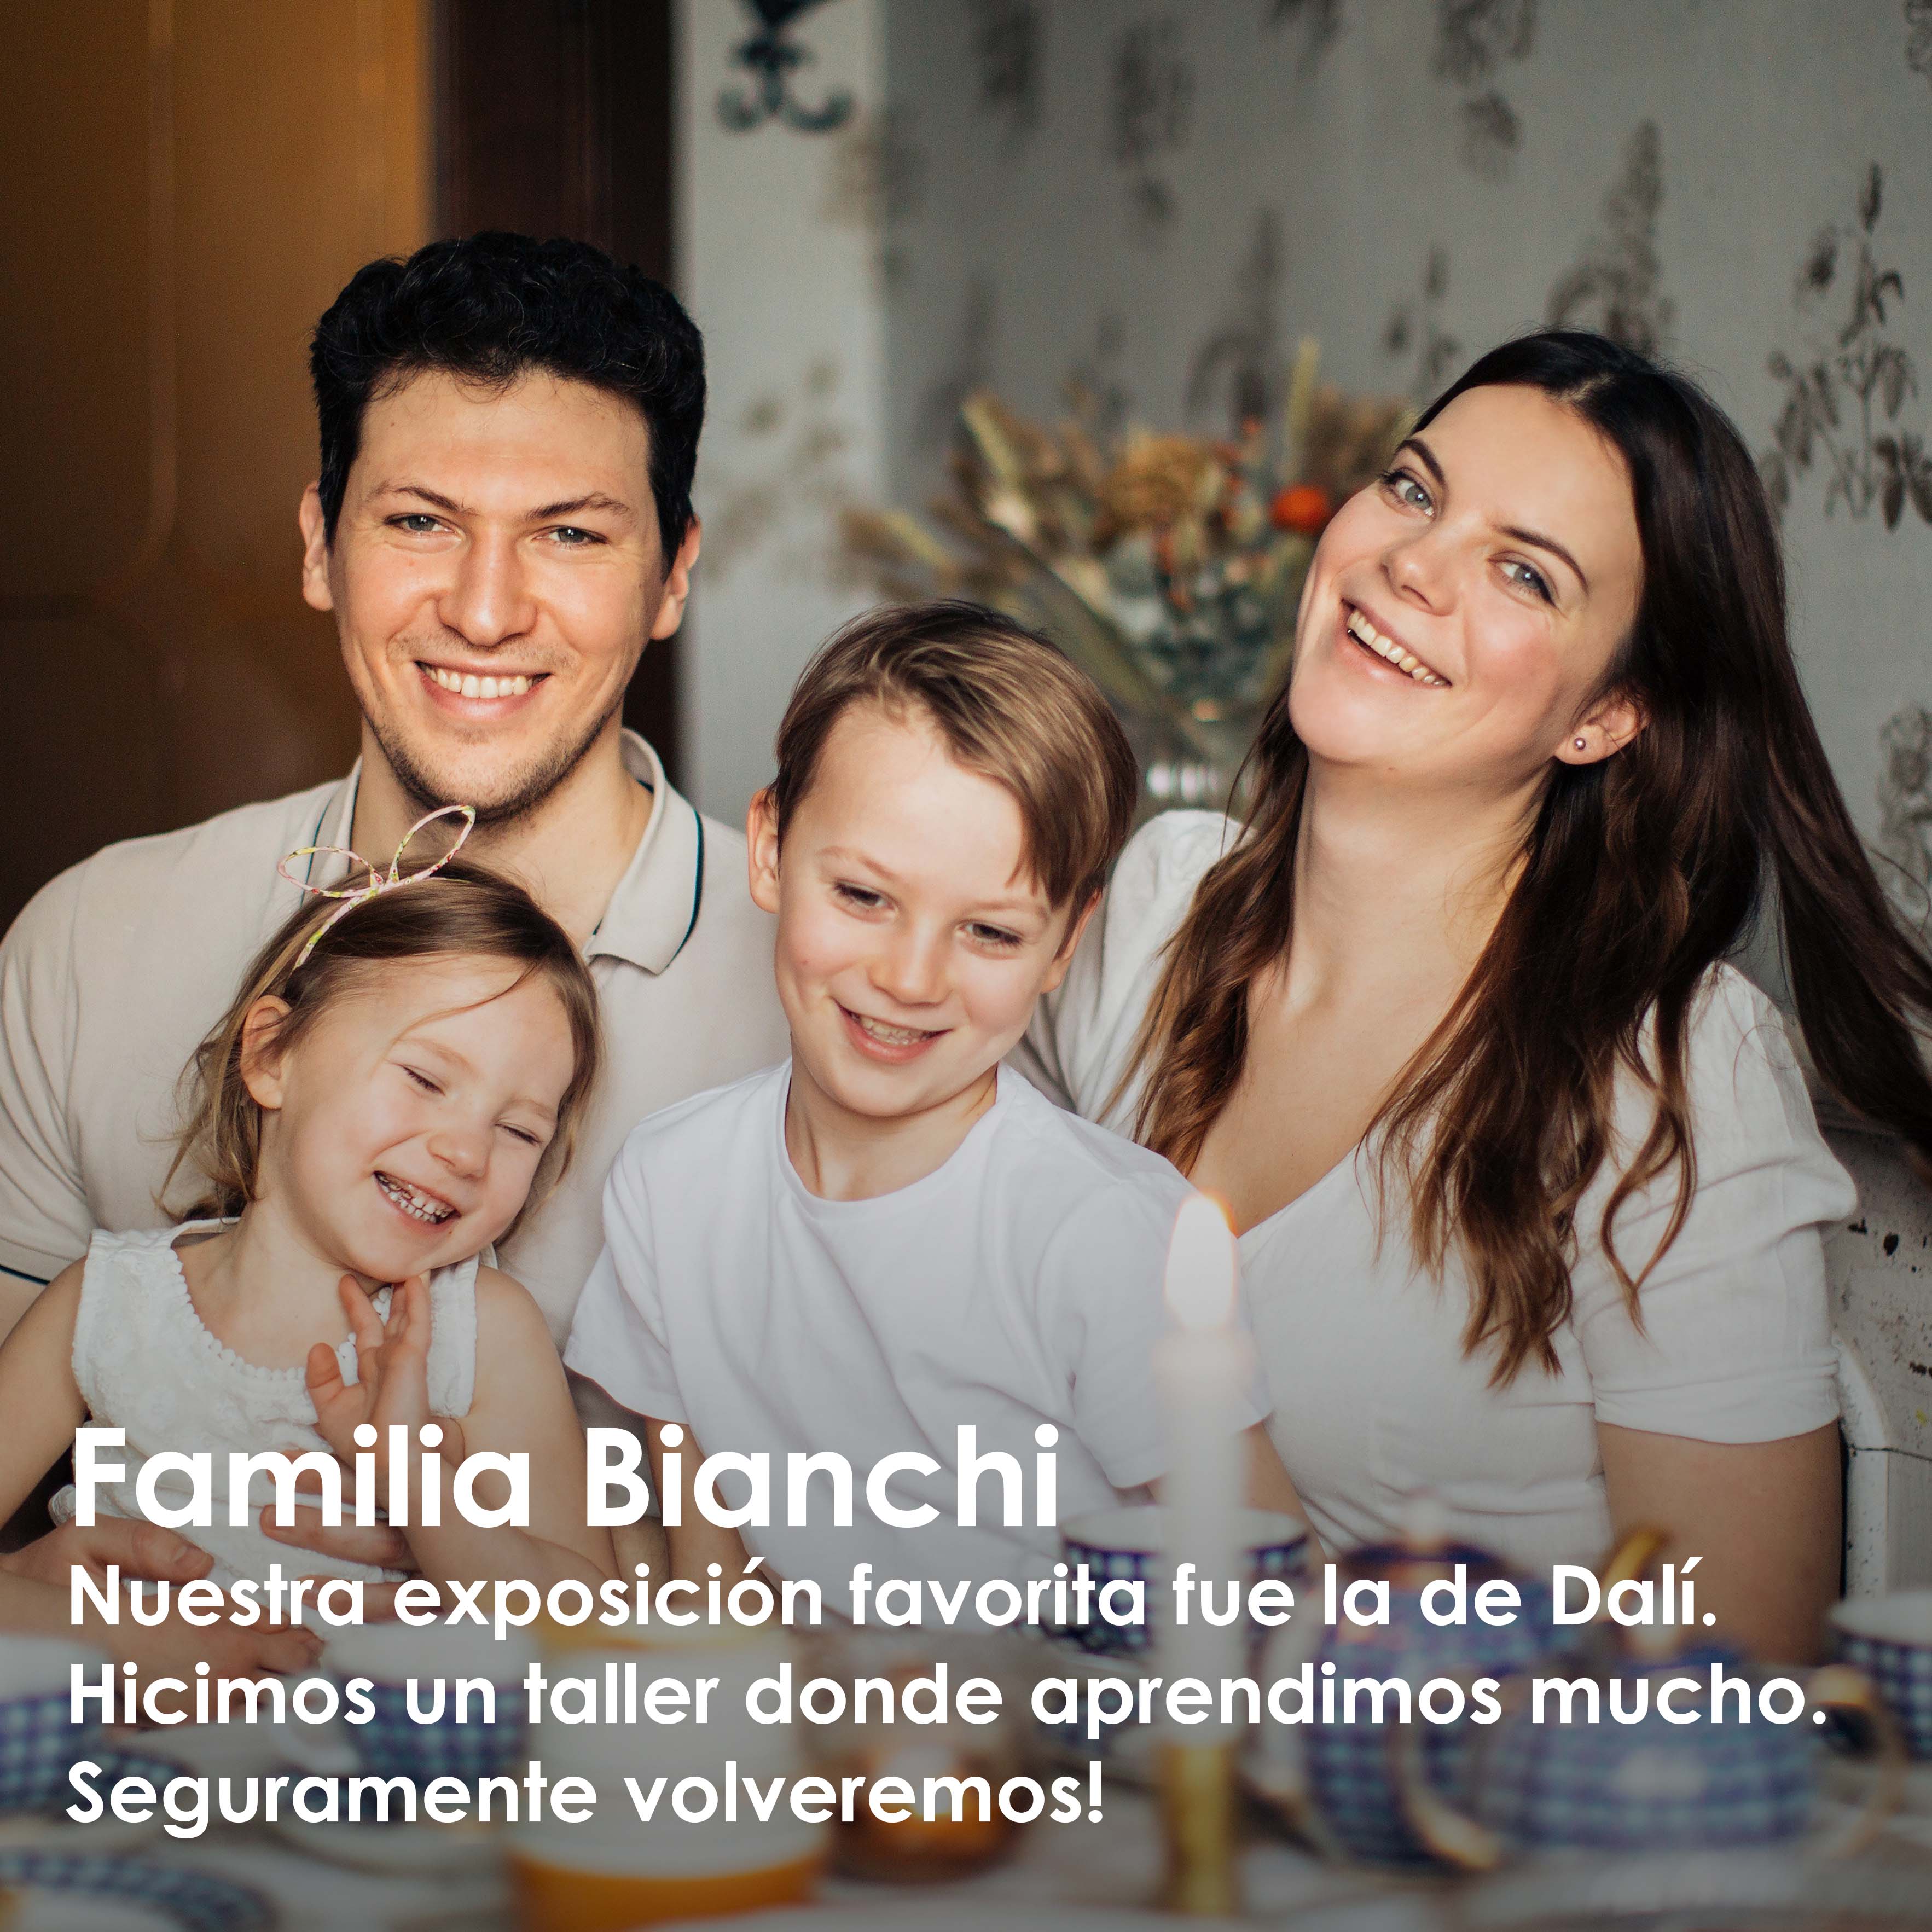 Familia Bianchi
Nuestra exposición favorita fue la de Dalí.
Hicimos un taller donde aprendimos mucho.
Seguramente volveremos!